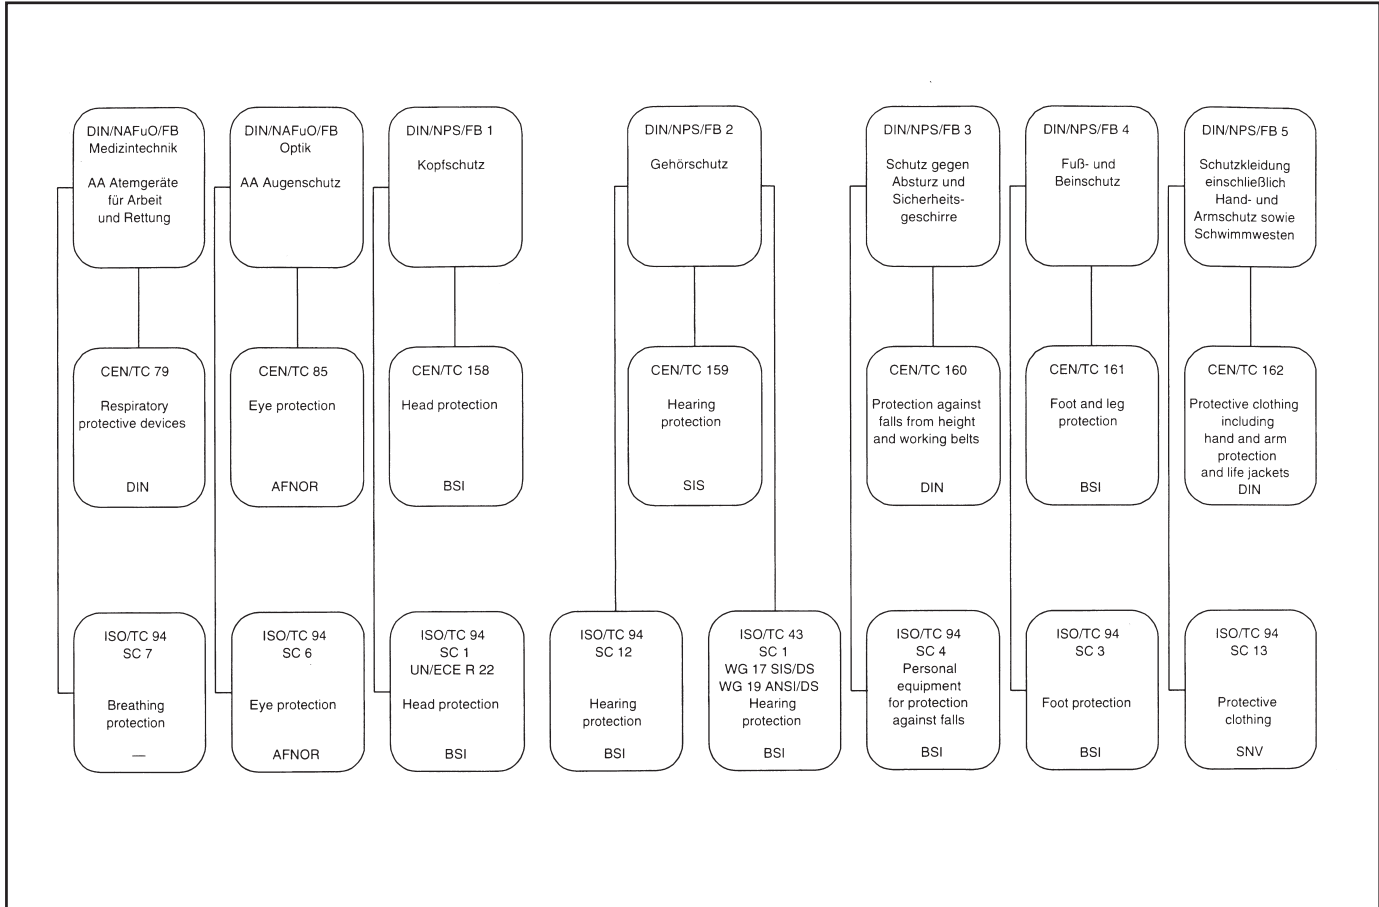 DIN/NAFuO/FB
Medizintechnik
AA Atemgeräte
für Arbeit
und Rettung
DIN/NAFuO/FB
Optik
AA Augenschutz
DIN/NPS/FB 1
Kopfschutz
DIN/NPS/FB 2
Gehörschutz
DIN/NPS/FB 3
Schutz gegen
Absturz und
Sicherheits-
geschirre
DIN/NPS/FB 4
Fuß- und
Beinschutz
DIN/NPS/FB 5
Schutzkleidung
einschließlich
Hand- und
Armschutz sowie
Schwimmwesten
CEN/TC 79
Respiratory
protective devices
DIN
CEN/TC 85
Eye protection
AFNOR
CEN/TC 158
Head protection
BSI
CEN/TC 159
Hearing
protection
SIS
CEN/TC 160
Protection against
falls from height
and working belts
DIN
CEN/TC 161
Foot and leg
protection
BSI
CEN/TC 162
Protective clothing
including
hand and arm
protection
and life jackets
DIN
ISO/TC 94
SC 7
Breathing
protection
—
ISO/TC 94
SC 6
Eye protection
AFNOR
ISO/TC 94
SC 1
UN/ECE R 22
Head protection
BSI
ISO/TC 94
SC 12
Hearing
protection
BSI
ISO/TC 43
SC 1
WG 17 SIS/DS
WG 19 ANSI/DS
Hearing
protection
BSI
ISO/TC 94
SC 4
Personal
equipment
for protection
against falls
BSI
ISO/TC 94
SC 3
Foot protection
BSI
ISO/TC 94
SC 13
Protective
clothing
SNV